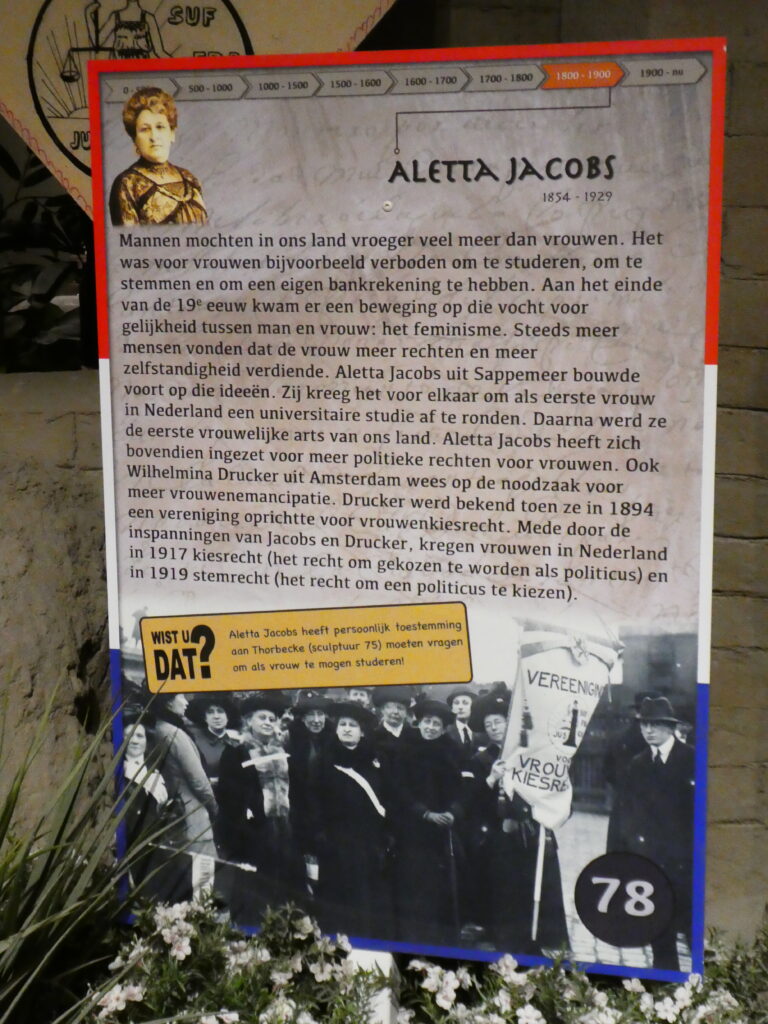 SUF
JU
500-1000
1000-1500
1500-1600
1600-1700
1700-1800
1800-1900
1900-nu
ALETTA JACOBS
1854 - 1929
Mannen mochten in ons land vroeger veel meer dan vrouwen. Het
was voor vrouwen bijvoorbeeld verboden om te studeren, om te
stemmen en om een eigen bankrekening te hebben. Aan het einde
van de 19e eeuw kwam er een beweging op die vocht voor
gelijkheid tussen man en vrouw: het feminisme. Steeds meer
mensen vonden dat de vrouw meer rechten en meer
zelfstandigheid verdiende. Aletta Jacobs uit Sappemeer bouwde
voort op die ideeën. Zij kreeg het voor elkaar om als eerste vrouw
in Nederland een universitaire studie af te ronden. Daarna werd ze
de eerste vrouwelijke arts van ons land. Aletta Jacobs heeft zich
bovendien ingezet voor meer politieke rechten voor vrouwen. Ook
Wilhelmina Drucker uit Amsterdam wees op de noodzaak voor
meer vrouwenemancipatie. Drucker werd bekend toen ze in 1894
een vereniging oprichtte voor vrouwenkiesrecht. Mede door de
inspanningen van Jacobs en Drucker, kregen vrouwen in Nederland
in 1917 kiesrecht (het recht om gekozen te worden als politicus) en
in 1919 stemrecht (het recht om een politicus te kiezen).
WIST U
DAT?
Aletta Jacobs heeft persoonlijk toestemming
aan Thorbecke (sculptuur 75) moeten vragen
om als vrouw te mogen studeren!
VEREENIGIN
JUS
VOO
VROU
KIESRE
78